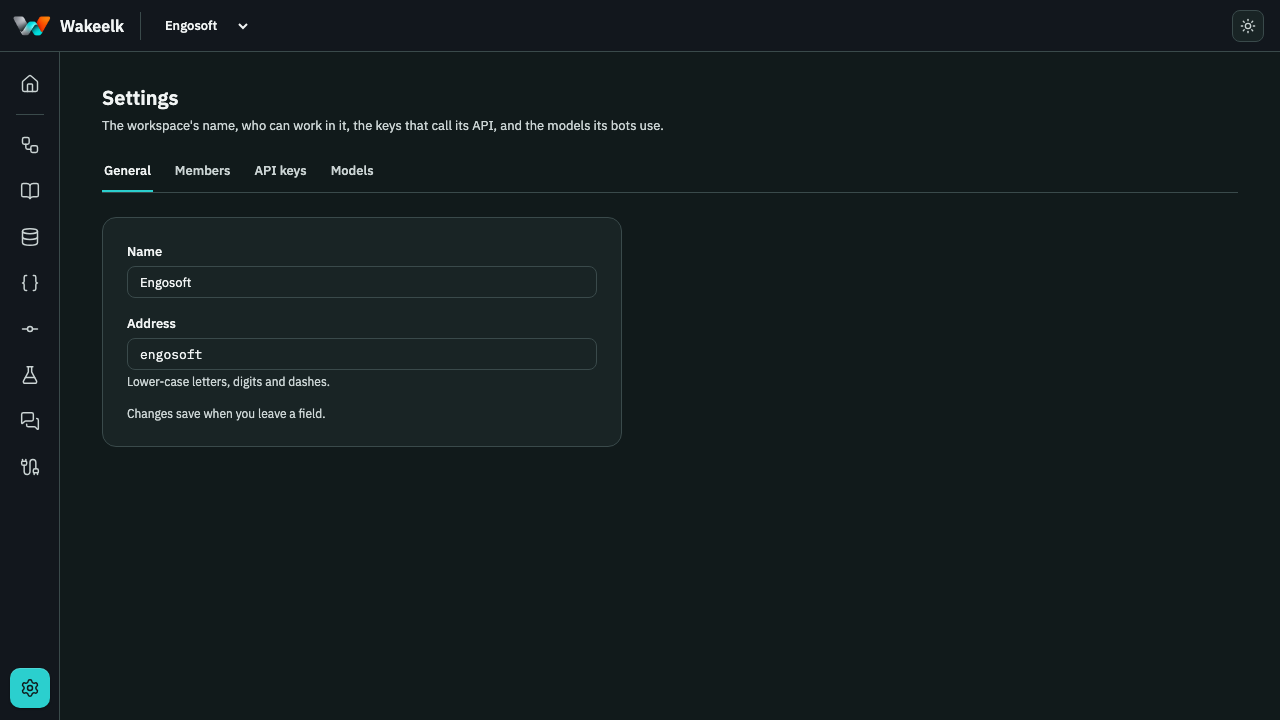 Wakeelk
Engosoft
Settings
The workspace's name, who can work in it, the keys that call its API, and the models its bots use.
General Members API keys Models
Name
Engosoft
Address
engosoft
Lower-case letters, digits and dashes.
Changes save when you leave a field.